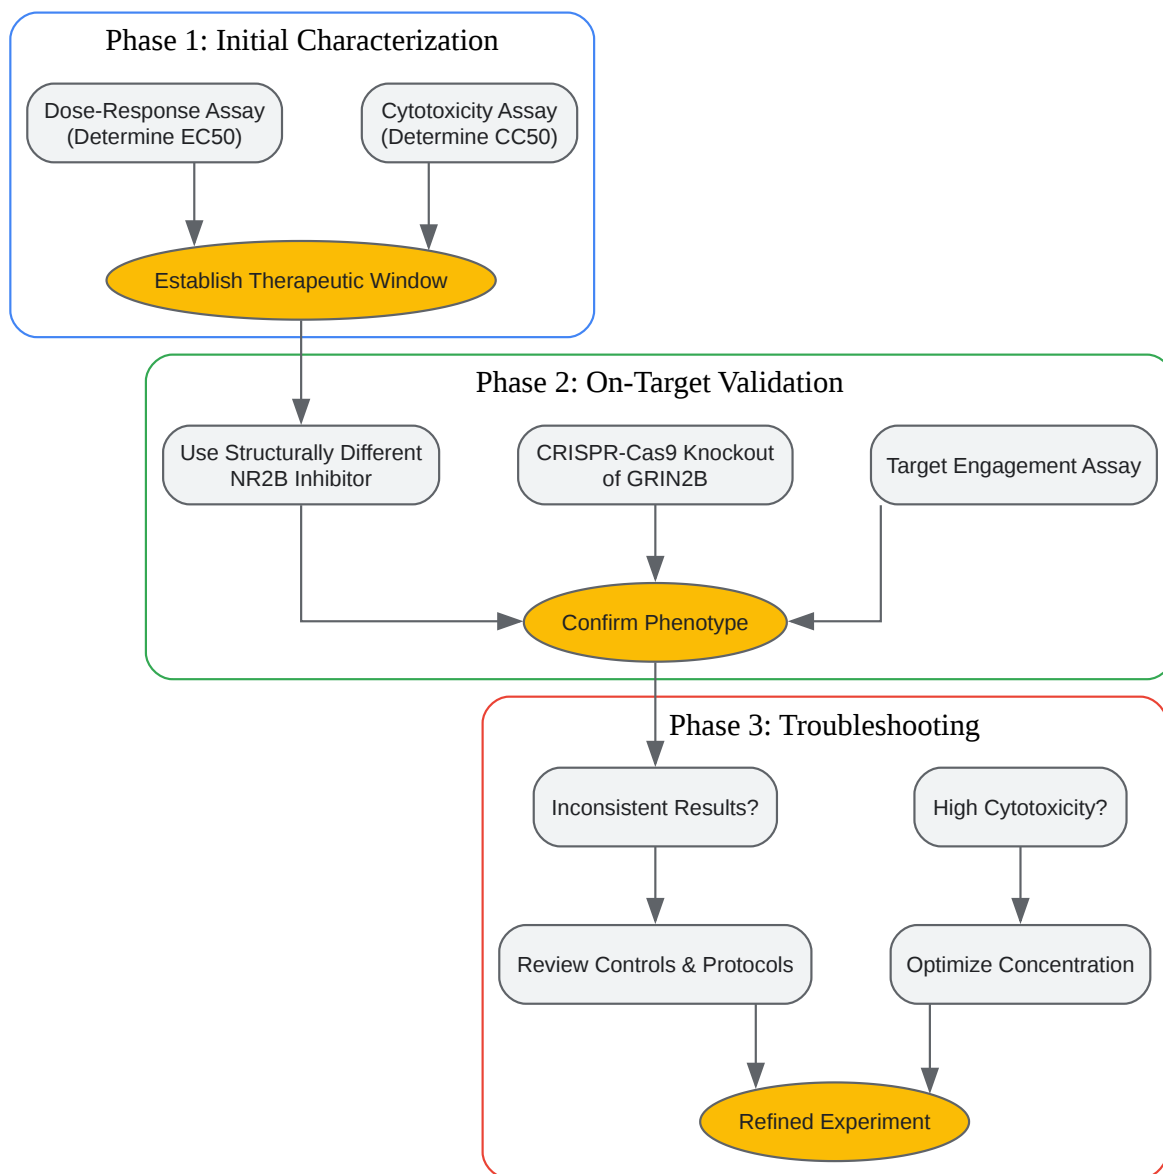 Phase 1: Initial Characterization
Dose-Response Assay
(Determine EC50)
Cytotoxicity Assay
(Determine CC50)
Establish Therapeutic Window
Phase 2: On-Target Validation
Use Structurally Different
NR2B Inhibitor
CRISPR-Cas9 Knockout
of GRIN2B
Target Engagement Assay
Confirm Phenotype
Phase 3: Troubleshooting
Inconsistent Results?
High Cytotoxicity?
Review Controls & Protocols
Optimize Concentration
Refined Experiment